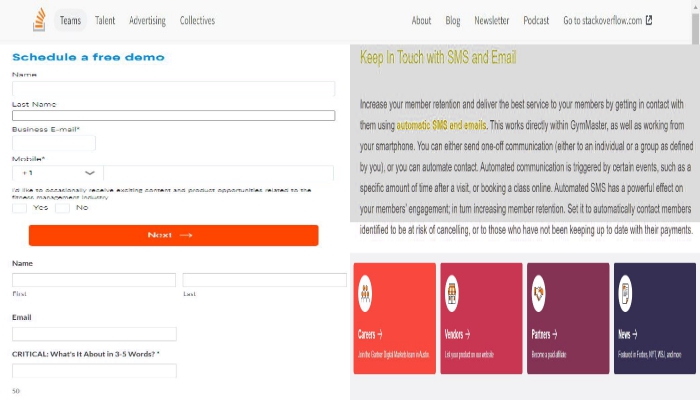 Teams Talent Advertising Collectives About Blog Newsletter Podcast Go to stackoverflow.com
Schedule a free demo
Name
Last Name
Business E-mail*
Mobile*
+1
I'd like to occasionally receive exciting content and product opportunities related to the
fitness management industry
Yes No
Next →
Name
First Last
Email
CRITICAL: What's It About in 3-5 Words? *
50
Keep In Touch with SMS and Email
Increase your member retention and deliver the best service to your members by getting in contact with
them using automatic SMS and emails. This works directly within GymMaster, as well as working from
your smartphone. You can either send one-off communication (either to an individual or a group as defined
by you), or you can automate contact. Automated communication is triggered by certain events, such as a
specific amount of time after a visit, or booking a class online. Automated SMS has a powerful effect on
your members' engagement; in turn increasing member retention. Set it to automatically contact members
identified to be at risk of cancelling, or to those who have not been keeping up to date with their payments.
Careers →
Join the Gartner Digital Markets team in Austin
Vendors →
List your product on our website
Partners →
Become a paid affiliate
News →
Featured in Forbes, NYT, WSJ, and more